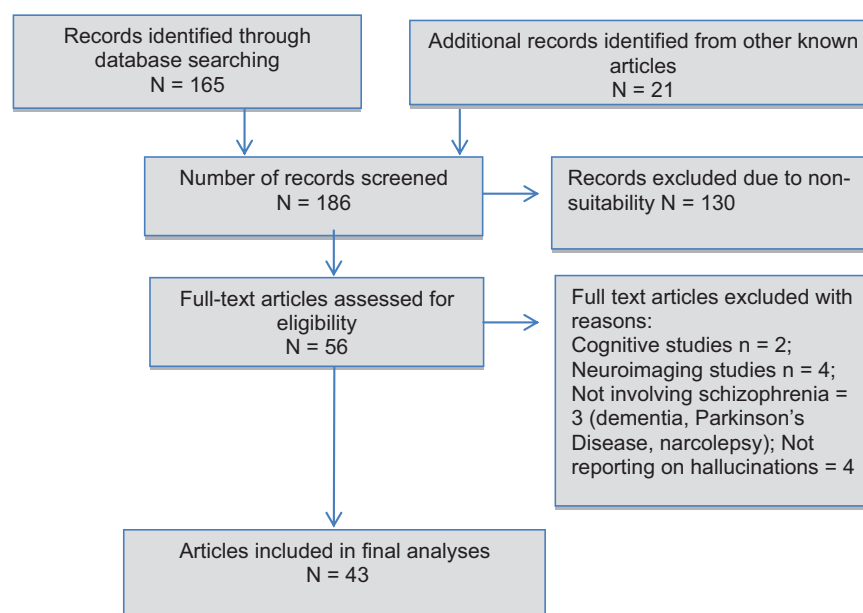 Records identified through
database searching
N = 165
Additional records identified from other known
articles
N = 21
Number of records screened
N = 186
Records excluded due to non-
suitability N = 130
Full-text articles assessed for
eligibility
N = 56
Full text articles excluded with
reasons:
Cognitive studies n = 2;
Neuroimaging studies n = 4;
Not involving schizophrenia =
3 (dementia, Parkinson’s
Disease, narcolepsy); Not
reporting on hallucinations = 4
Articles included in final analyses
N = 43